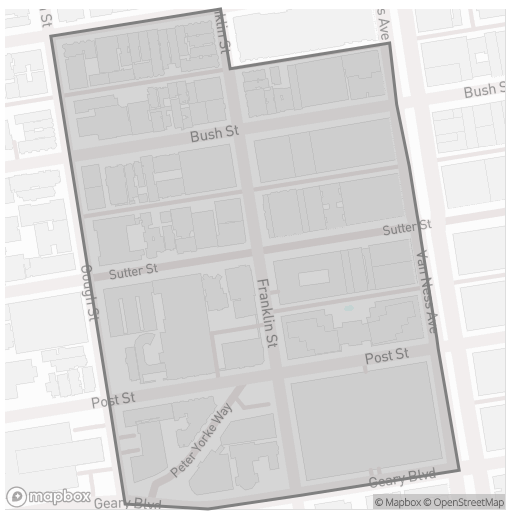 n St
klin St
ss Ave
Bush St
Bush S
Sutter St
Sutter St
Gough St
Franklin St
Van Ness Ave
Post St
Post St
Peter Yorke Way
Geary Blvd
Geary Blvd
mapbox
© Mapbox © OpenStreetMap